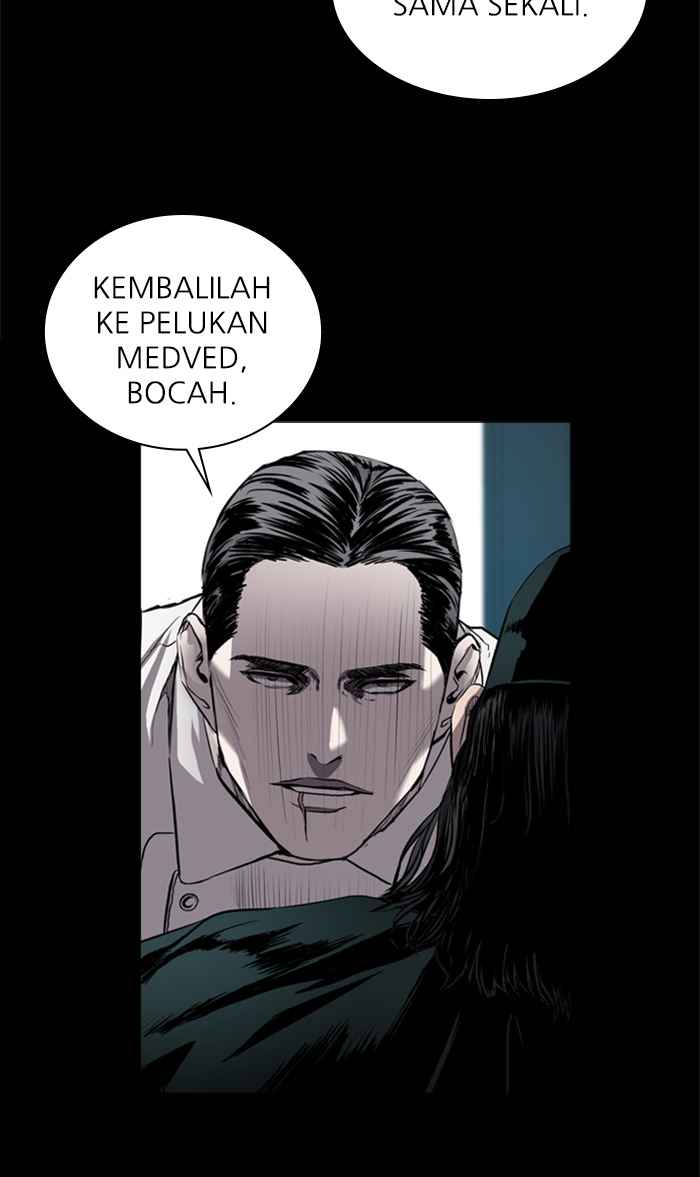 SAMA SEKALI.
KEMBALILAH
KE PELUKAN
MEDVED,
BOCAH.